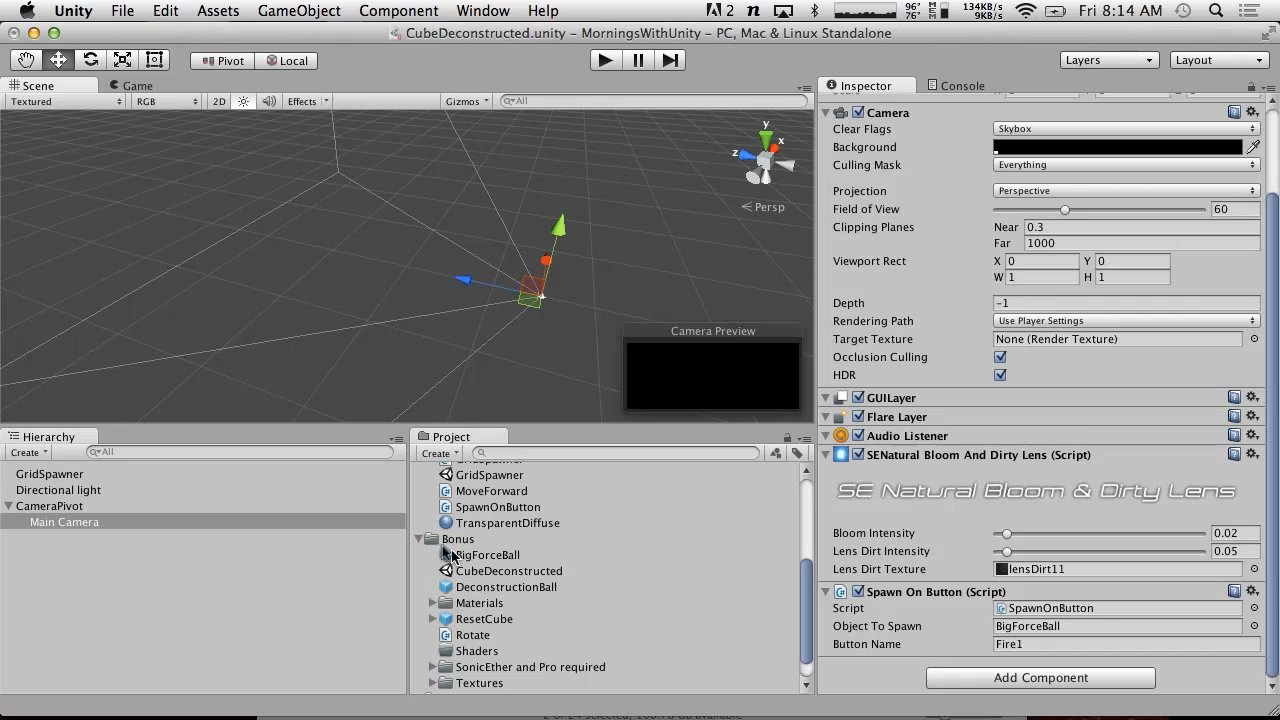 Unity File Edit Assets GameObject Component Window Help 2 n 96° 76° 134KB/s 9KB/s Fri 8:14 AM
CubeDeconstructed.unity - MorningsWithUnity - PC, Mac & Linux Standalone
Pivot Local Layers Layout
Scene Game Inspector Console
Textured RGB 2D Effects Gizmos All
y
x
z
Persp
Camera Preview
Camera
Clear Flags Skybox
Background
Culling Mask Everything
Projection Perspective
Field of View 60
Clipping Planes Near 0.3
Far 1000
Viewport Rect X 0 Y 0
W 1 H 1
Depth -1
Rendering Path Use Player Settings
Target Texture None (Render Texture)
Occlusion Culling
HDR
GUILayer
Flare Layer
Audio Listener
SENatural Bloom And Dirty Lens (Script)
SE Natural Bloom & Dirty Lens
Bloom Intensity 0.02
Lens Dirt Intensity 0.05
Lens Dirt Texture lensDirt11
Spawn On Button (Script)
Script SpawnOnButton
Object To Spawn BigForceBall
Button Name Fire1
Add Component
Hierarchy
Create All
GridSpawner
Directional light
CameraPivot
Main Camera
Project
Create
GridSpawner
GridSpawner
MoveForward
SpawnOnButton
TransparentDiffuse
Bonus
BigForceBall
CubeDeconstructed
DeconstructionBall
Materials
ResetCube
Rotate
Shaders
SonicEther and Pro required
Textures